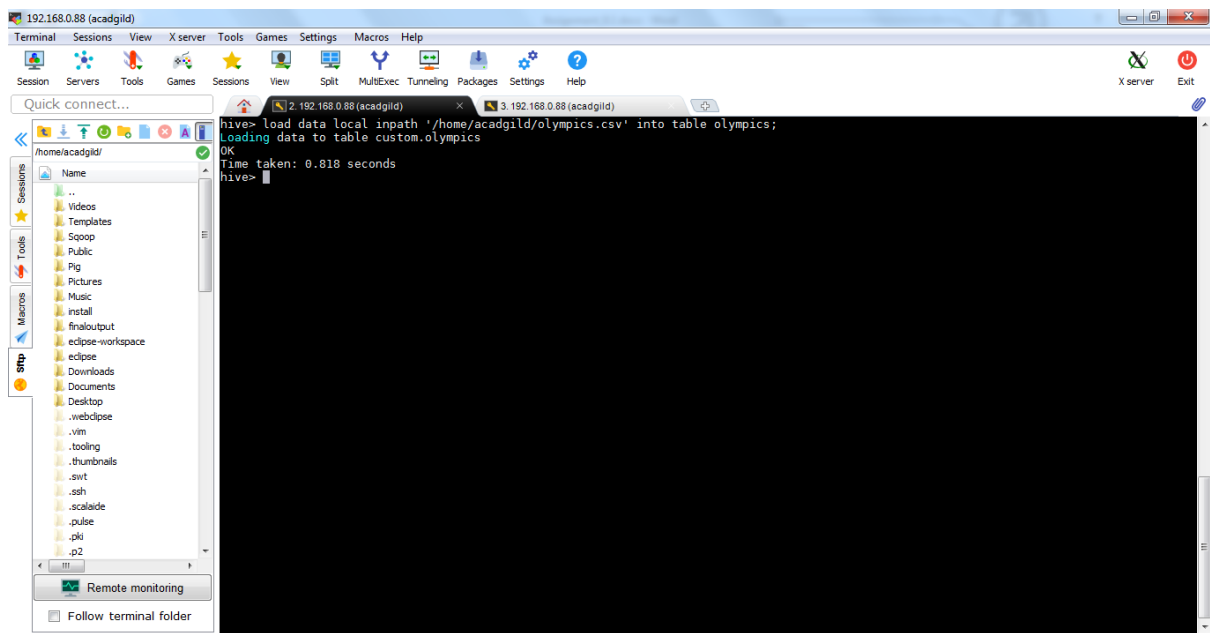 192.168.0.88 (acadgild)
Terminal Sessions View X server Tools Games Settings Macros Help
Session Servers Tools Games Sessions View Split MultiExec Tunneling Packages Settings Help X server Exit
Quick connect...
2. 192.168.0.88 (acadgild)
3. 192.168.0.88 (acadgild)
/home/acadgild/
Name
..
Videos
Templates
Sqoop
Public
Pig
Pictures
Music
install
finaloutput
eclipse-workspace
eclipse
Downloads
Documents
Desktop
.webclipse
.vim
.tooling
.thumbnails
.swt
.ssh
.scalaide
.pulse
.pki
.p2
Remote monitoring
Follow terminal folder
Sessions
Tools
Macros
Sftp
hive> load data local inpath '/home/acadgild/olympics.csv' into table olympics;
Loading data to table custom.olympics
OK
Time taken: 0.818 seconds
hive>